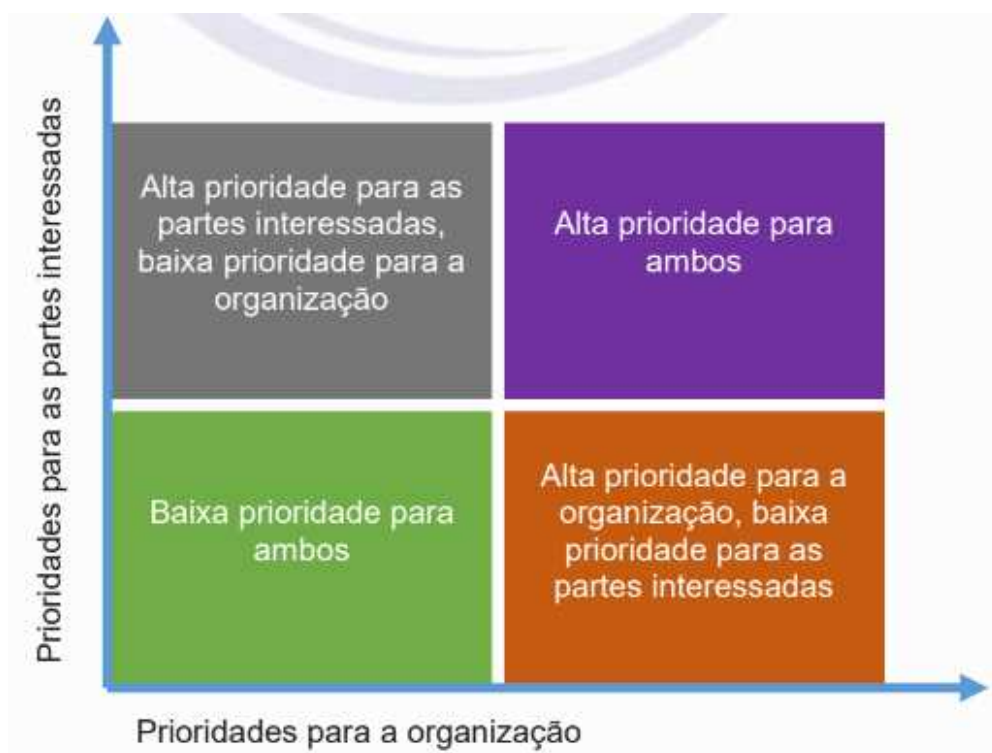 Prioridades para as partes interessadas
Alta prioridade para as
partes interessadas,
baixa prioridade para a
organização
Alta prioridade para
ambos
Baixa prioridade para
ambos
Alta prioridade para a
organização, baixa
prioridade para as
partes interessadas
Prioridades para a organização